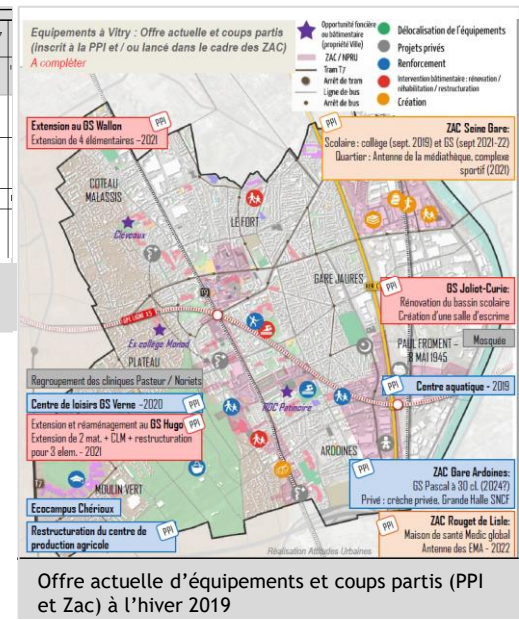 Equipements à Vitry : Offre actuelle et coups partis
(inscrit à la PPI et / ou lancé dans le cadre des ZAC)
A compléter
Opportunité foncière
ou bâtimentaire
(propriété Ville)
ZAC / NPRU
Tram T7
Arrêt de tram
Ligne de bus
Arrêt de bus
Délocalisation de l'équipements
Projets privés
Renforcement
Intervention bâtimentaire : rénovation /
réhabilitation / restructuration
Création
PPI
Extension au GS Wallon
Extension de 4 élémentaires -2021
PPI
ZAC Seine Gare:
Scolaire : collège (sept. 2019) et GS (sept 2021-22)
Quartier : Antenne de la médiathèque, complexe
sportif (2021)
COTEAU
MALASSIS
LE FORT
GARE JAURES
PPI
GS Joliot-Curie:
Rénovation du bassin scolaire
Création d'une salle d'escrime
PAUL FROMENT –
8 MAI 1945
Mosquée
Ex collège Monod
PLATEAU
Regroupement des cliniques Pasteur / Noriets
PPI
Centre aquatique - 2019
Centre de loisirs GS Verne -2020
PPI
Extension et réaménagement au GS Hugo
PPI
Extension de 2 mat. + CLM + restructuration
pour 3 elem. - 2021
RDC Patinoire
ARDOINES
MOULIN VERT
PPI
ZAC Gare Ardoines:
GS Pascal à 30 cl. (2024?)
Privé : crèche privée, Grande Halle SNCF
Ecocampus Chérioux
Restructuration du centre de
production agricole
PPI
PPI
ZAC Rouget de Lisle:
Maison de santé Medic global
Antenne des EMA - 2022
Réalisation Attitudes Urbaines
Offre actuelle d'équipements et coups partis (PPI
et Zac) à l'hiver 2019